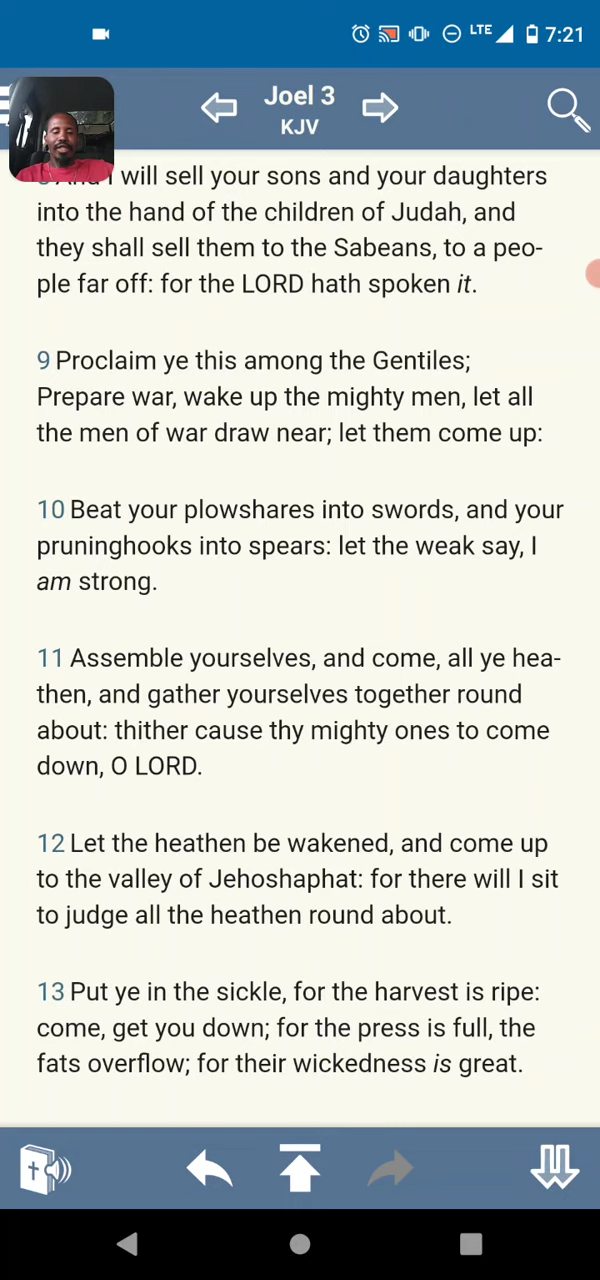 LTE 7:21
Joel 3
KJV
will sell your sons and your daughters
into the hand of the children of Judah, and
they shall sell them to the Sabeans, to a peo-
ple far off: for the LORD hath spoken it.
9 Proclaim ye this among the Gentiles;
Prepare war, wake up the mighty men, let all
the men of war draw near; let them come up:
10 Beat your plowshares into swords, and your
pruninghooks into spears: let the weak say, I
am strong.
11 Assemble yourselves, and come, all ye hea-
then, and gather yourselves together round
about: thither cause thy mighty ones to come
down, O LORD.
12 Let the heathen be wakened, and come up
to the valley of Jehoshaphat: for there will I sit
to judge all the heathen round about.
13 Put ye in the sickle, for the harvest is ripe:
come, get you down; for the press is full, the
fats overflow; for their wickedness is great.